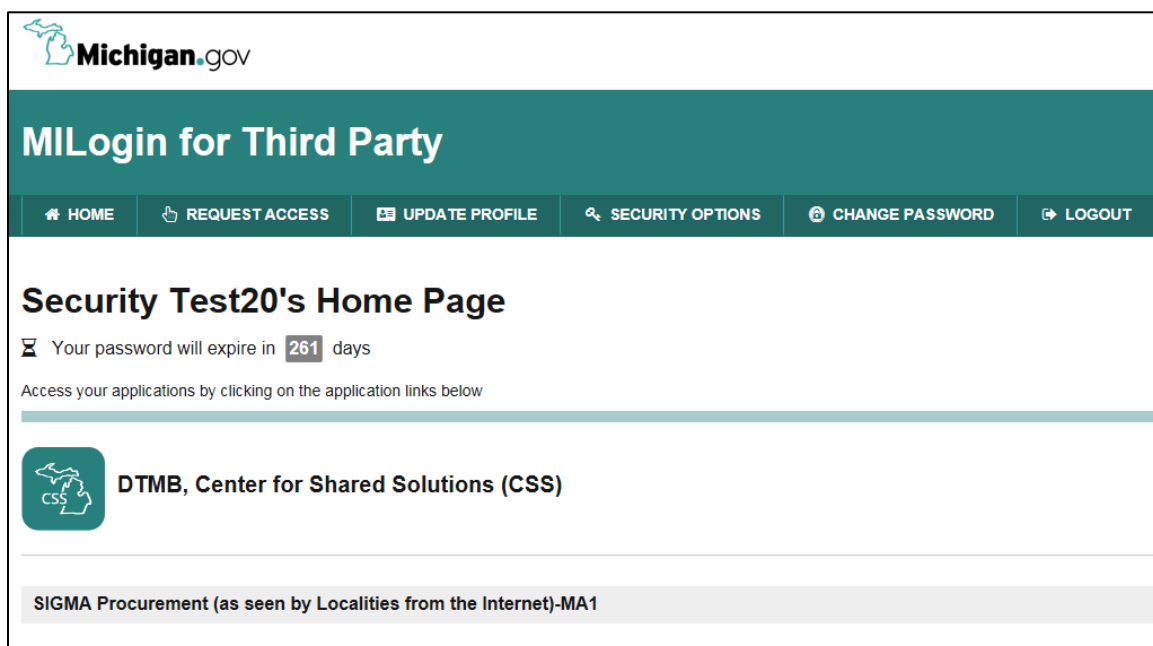 Michigan.gov
MILogin for Third Party
HOME REQUEST ACCESS UPDATE PROFILE SECURITY OPTIONS CHANGE PASSWORD LOGOUT
Security Test20's Home Page
Your password will expire in 261 days
Access your applications by clicking on the application links below
CSS
DTMB, Center for Shared Solutions (CSS)
SIGMA Procurement (as seen by Localities from the Internet)-MA1